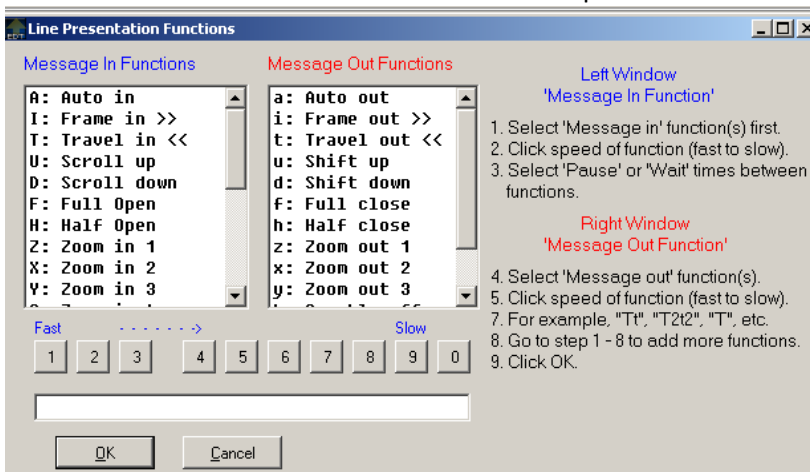 Line Presentation Functions
Message In Functions
A: Auto in
I: Frame in >>
T: Travel in <<
U: Scroll up
D: Scroll down
F: Full Open
H: Half Open
Z: Zoom in 1
X: Zoom in 2
Y: Zoom in 3
Message Out Functions
a: Auto out
i: Frame out >>
t: Travel out <<
u: Shift up
d: Shift down
f: Full close
h: Half close
z: Zoom out 1
x: Zoom out 2
y: Zoom out 3
Fast - - - - - -> Slow
1 2 3 4 5 6 7 8 9 0
OK Cancel
Left Window
'Message In Function'
1. Select 'Message in' function(s) first.
2. Click speed of function (fast to slow).
3. Select 'Pause' or 'Wait' times between
functions.
Right Window
'Message Out Function'
4. Select 'Message out' function(s).
5. Click speed of function (fast to slow).
7. For example, "Tt", "T2t2", "T", etc.
8. Go to step 1 - 8 to add more functions.
9. Click OK.